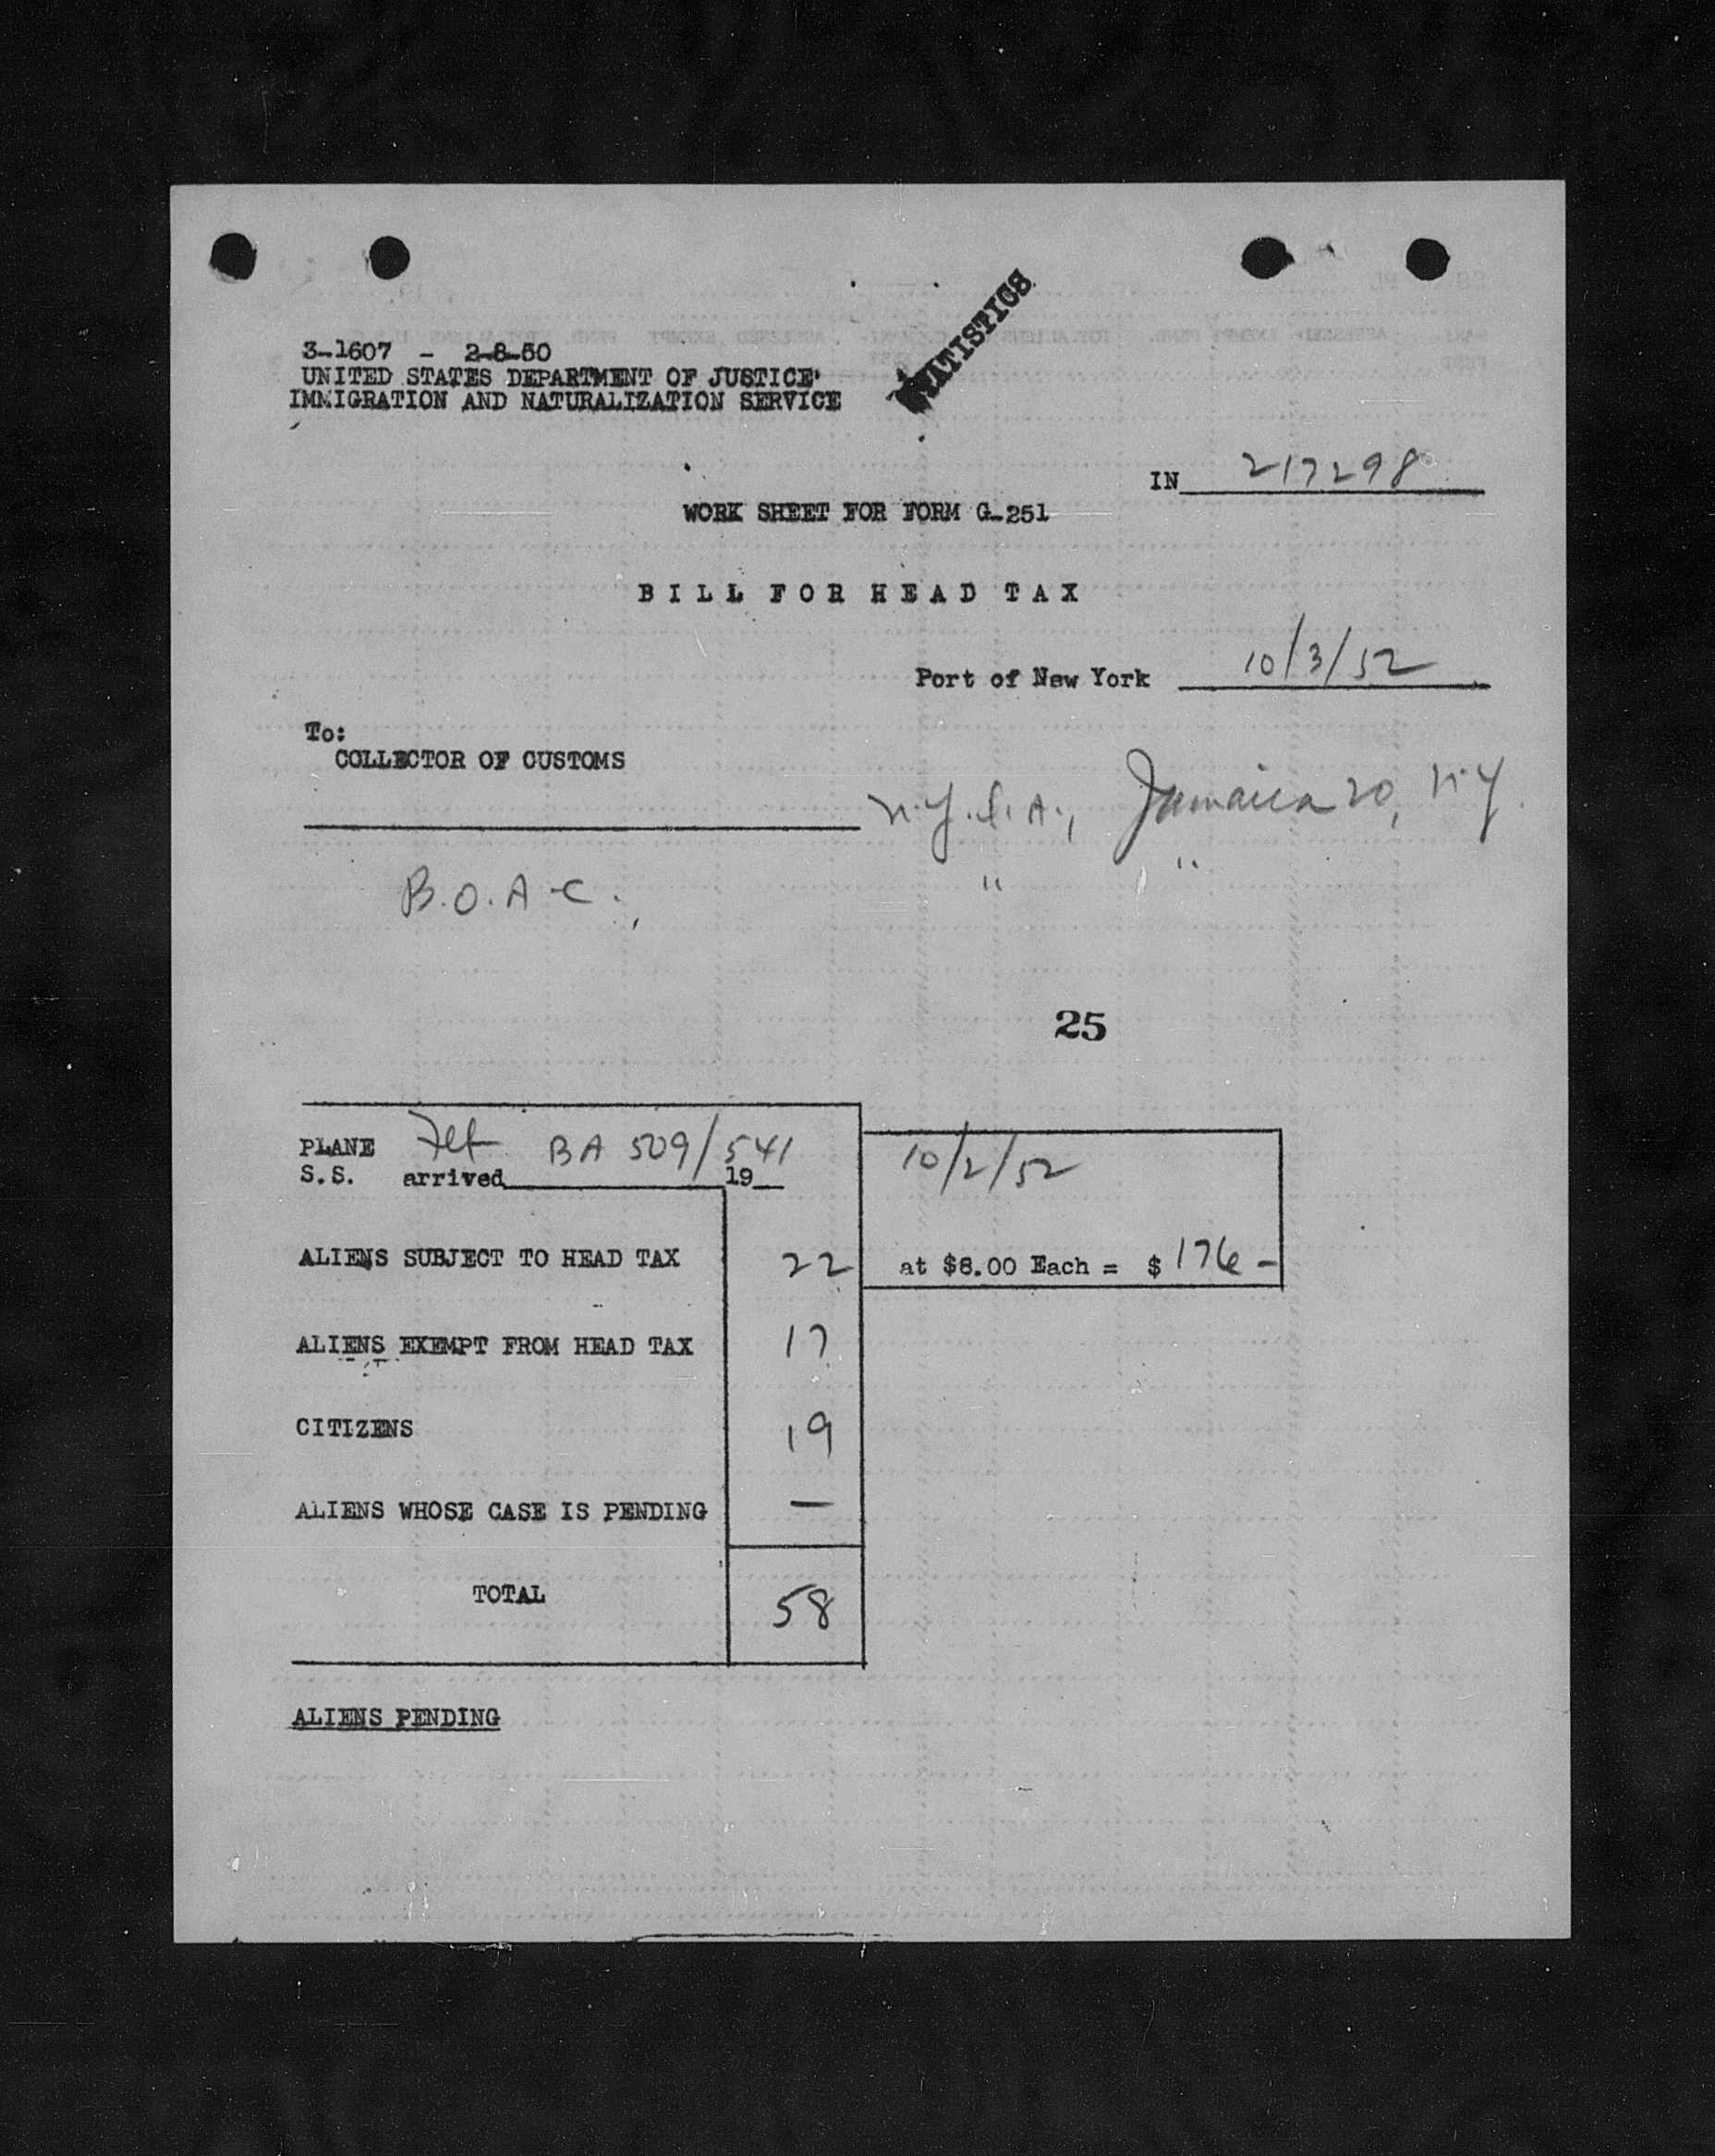 STATISTICS
3-1607 - 2-8-50
UNITED STATES DEPARTMENT OF JUSTICE
IMMIGRATION AND NATURALIZATION SERVICE
IN 217298
WORK SHEET FOR FORM G-251
BILL FOR HEAD TAX
Port of New York 10/3/52
To:
COLLECTOR OF CUSTOMS
N.Y.I.A., Jamaica 20, N.Y.
B.O.A.C., " "
25
PLANE BA 509/541 10/2/52
S.S. arrived 19
ALIENS SUBJECT TO HEAD TAX 22 at $8.00 Each = $ 176 -
ALIENS EXEMPT FROM HEAD TAX 17
CITIZENS 19
ALIENS WHOSE CASE IS PENDING —
TOTAL 58
ALIENS PENDING